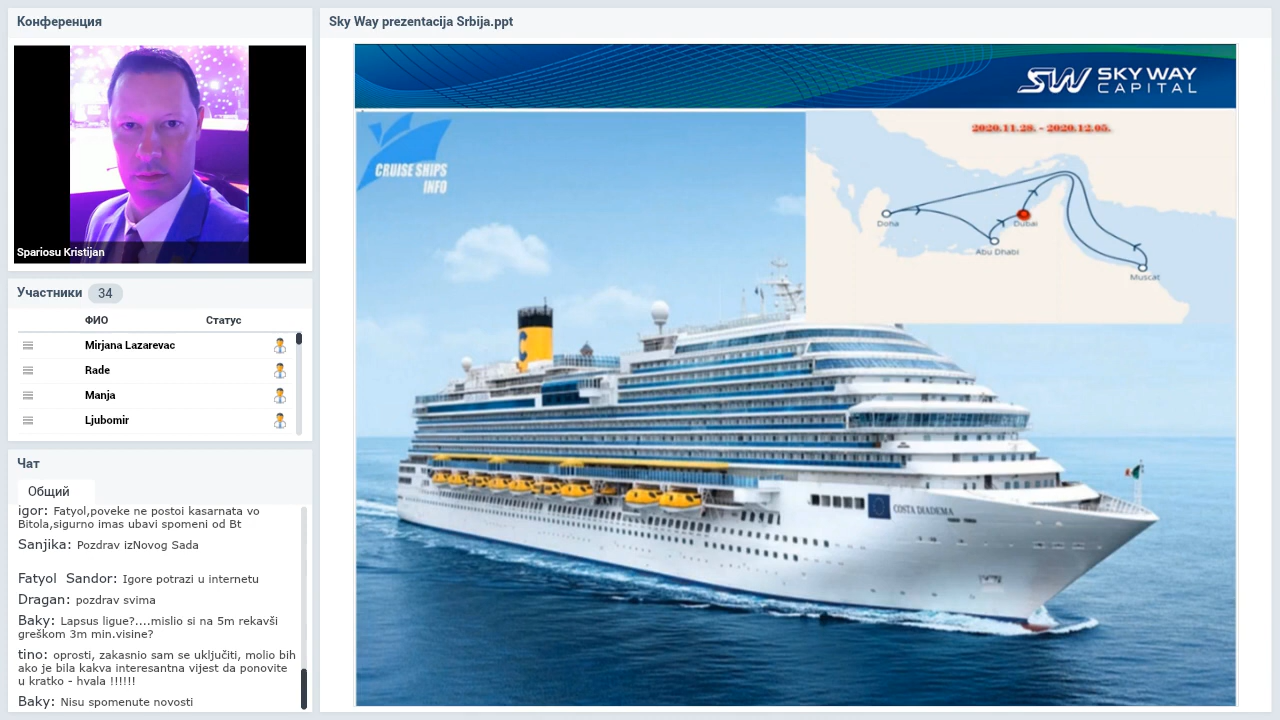 Конференция
Spariosu Kristijan
Участники 34
ФИО Статус
Mirjana Lazarevac
Rade
Manja
Ljubomir
Чат
Общий
igor: Fatyol,poveke ne postoi kasarnata vo
Bitola,sigurno imas ubavi spomeni od Bt
Sanjika: Pozdrav izNovog Sada
Fatyol Sandor: Igore potrazi u internetu
Dragan: pozdrav svima
Baky: Lapsus ligue?....mislio si na 5m rekavši
greškom 3m min.visine?
tino: oprosti, zakasnio sam se uključiti, molio bih
ako je bila kakva interesantna vijest da ponovite
u kratko - hvala !!!!!!
Baky: Nisu spomenute novosti
Sky Way prezentacija Srbija.ppt
SW SKY WAY
CAPITAL
CRUISE SHIPS
INFO
2020.11.28. - 2020.12.05.
Doha
Dubai
Abu Dhabi
Muscat
C
COSTA DIADEMA